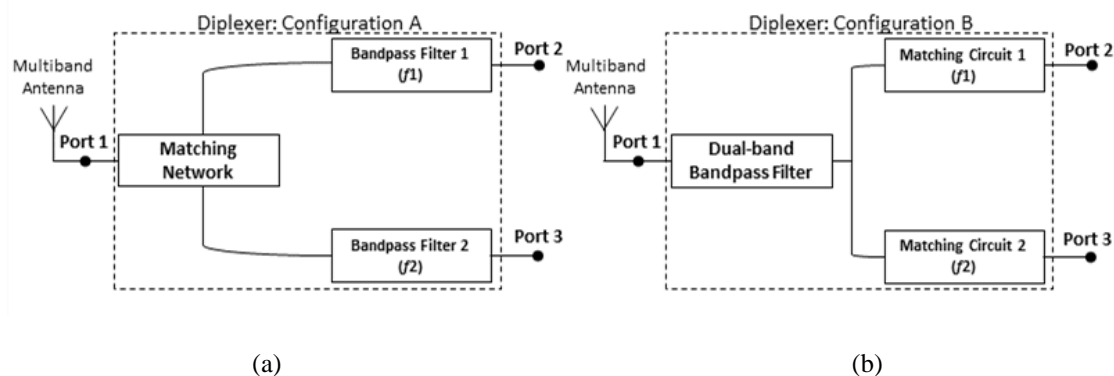 Diplexer: Configuration A
Multiband
Antenna
Port 1
Matching
Network
Bandpass Filter 1
(f1)
Port 2
Bandpass Filter 2
(f2)
Port 3
(a)
Diplexer: Configuration B
Multiband
Antenna
Port 1
Dual-band
Bandpass Filter
Matching Circuit 1
(f1)
Port 2
Matching Circuit 2
(f2)
Port 3
(b)